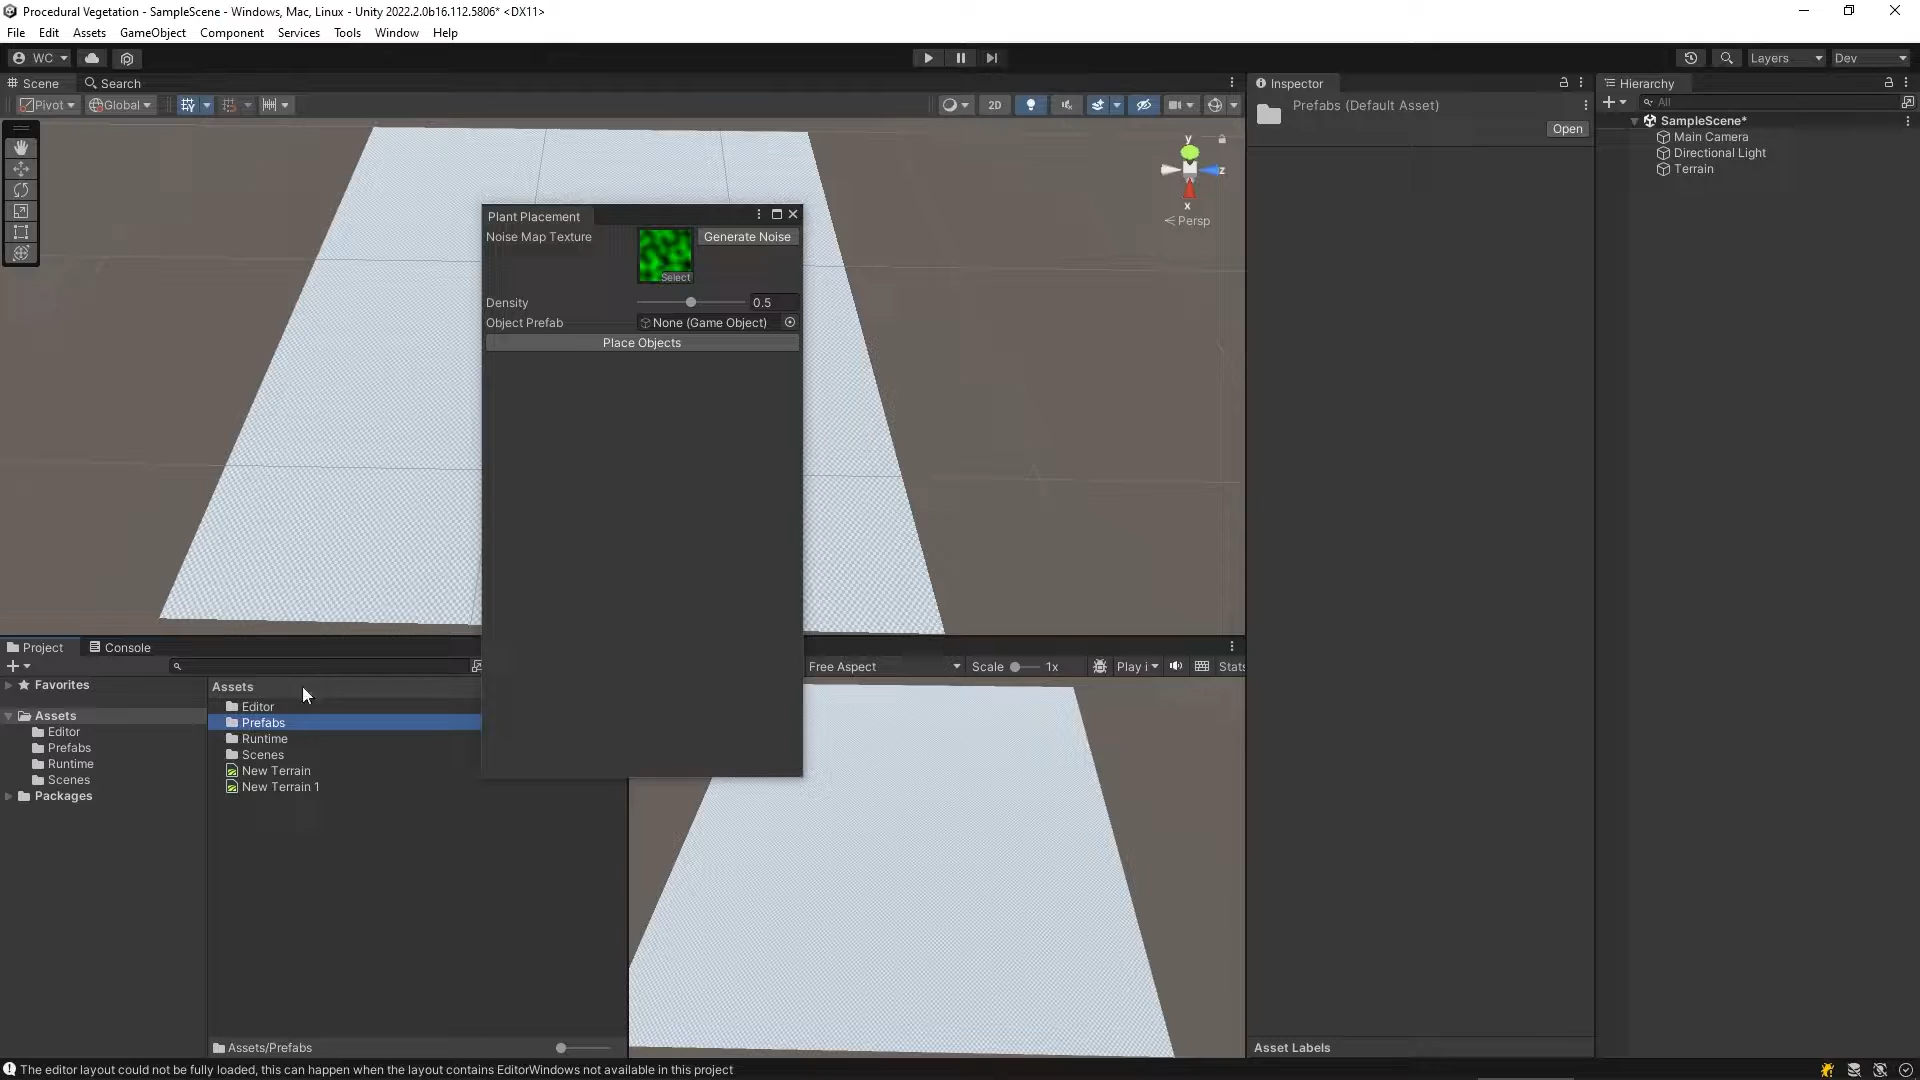 Procedural Vegetation - SampleScene - Windows, Mac, Linux - Unity 2022.2.0b16.112.5806* <DX11>
File Edit Assets GameObject Component Services Tools Window Help
WC Layers Dev
Scene Search
Pivot Global 2D
Inspector
Prefabs (Default Asset)
Open
Hierarchy
All
SampleScene*
Main Camera
Directional Light
Terrain
y
z
x
Persp
Plant Placement
Noise Map Texture Generate Noise
Select
Density 0.5
Object Prefab None (Game Object)
Place Objects
Project Console
Free Aspect Scale 1x Play i Stats
Favorites
Assets
Editor
Prefabs
Runtime
Scenes
Packages
Assets
Editor
Prefabs
Runtime
Scenes
New Terrain
New Terrain 1
Assets/Prefabs
Asset Labels
The editor layout could not be fully loaded, this can happen when the layout contains EditorWindows not available in this project